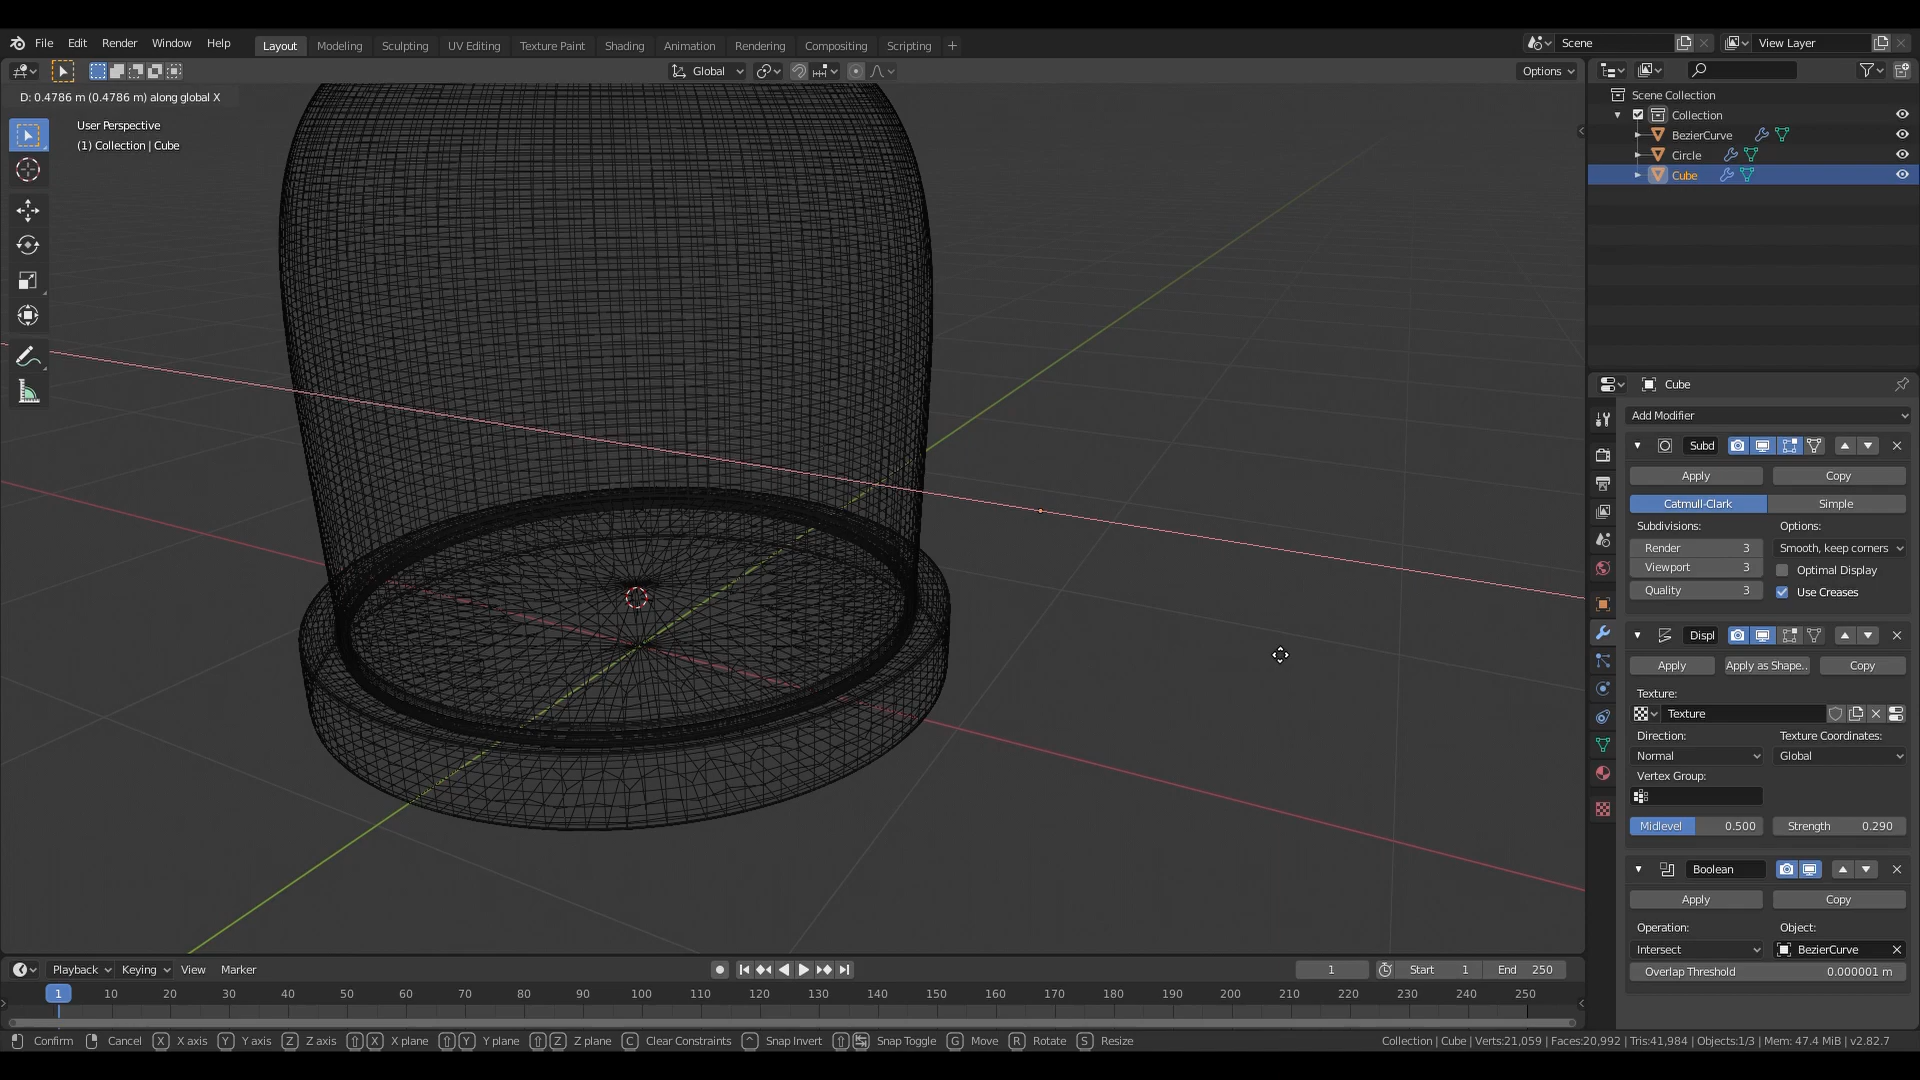 File Edit Render Window Help Layout Modeling Sculpting UV Editing Texture Paint Shading Animation Rendering Compositing Scripting + Scene View Layer
Global Options
D: 0.4786 m (0.4786 m) along global X
User Perspective
(1) Collection | Cube
Scene Collection
Collection
BezierCurve
Circle
Cube
Cube
Add Modifier
Subd
Apply Copy
Catmull-Clark Simple
Subdivisions: Options:
Render 3 Smooth, keep corners
Viewport 3 Optimal Display
Quality 3 Use Creases
Displ
Apply Apply as Shape.. Copy
Texture:
Texture
Direction: Texture Coordinates:
Normal Global
Vertex Group:
Midlevel 0.500 Strength 0.290
Boolean
Apply Copy
Operation: Object:
Intersect BezierCurve
Overlap Threshold 0.000001 m
Playback Keying View Marker 1 Start 1 End 250
1 10 20 30 40 50 60 70 80 90 100 110 120 130 140 150 160 170 180 190 200 210 220 230 240 250
Confirm Cancel X X axis Y Y axis Z Z axis X X plane Y Y plane Z Z plane C Clear Constraints ^ Snap Invert Snap Toggle G Move R Rotate S Resize Collection | Cube | Verts:21,059 | Faces:20,992 | Tris:41,984 | Objects:1/3 | Mem: 47.4 MiB | v2.82.7